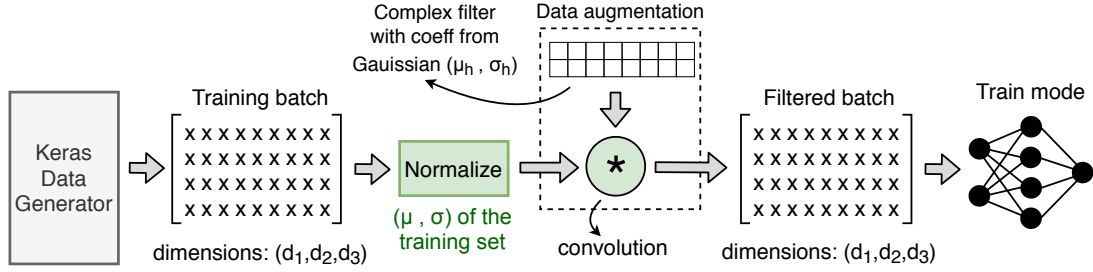 Complex filter
with coeff from
Gauissian (μh , σh)
Data augmentation
Keras
Data
Generator
Training batch
x x x x x x x x x
x x x x x x x x x
x x x x x x x x x
x x x x x x x x x
dimensions: (d1,d2,d3)
Normalize
(μ , σ) of the
training set
*
convolution
Filtered batch
x x x x x x x x x
x x x x x x x x x
x x x x x x x x x
x x x x x x x x x
dimensions: (d1,d2,d3)
Train mode